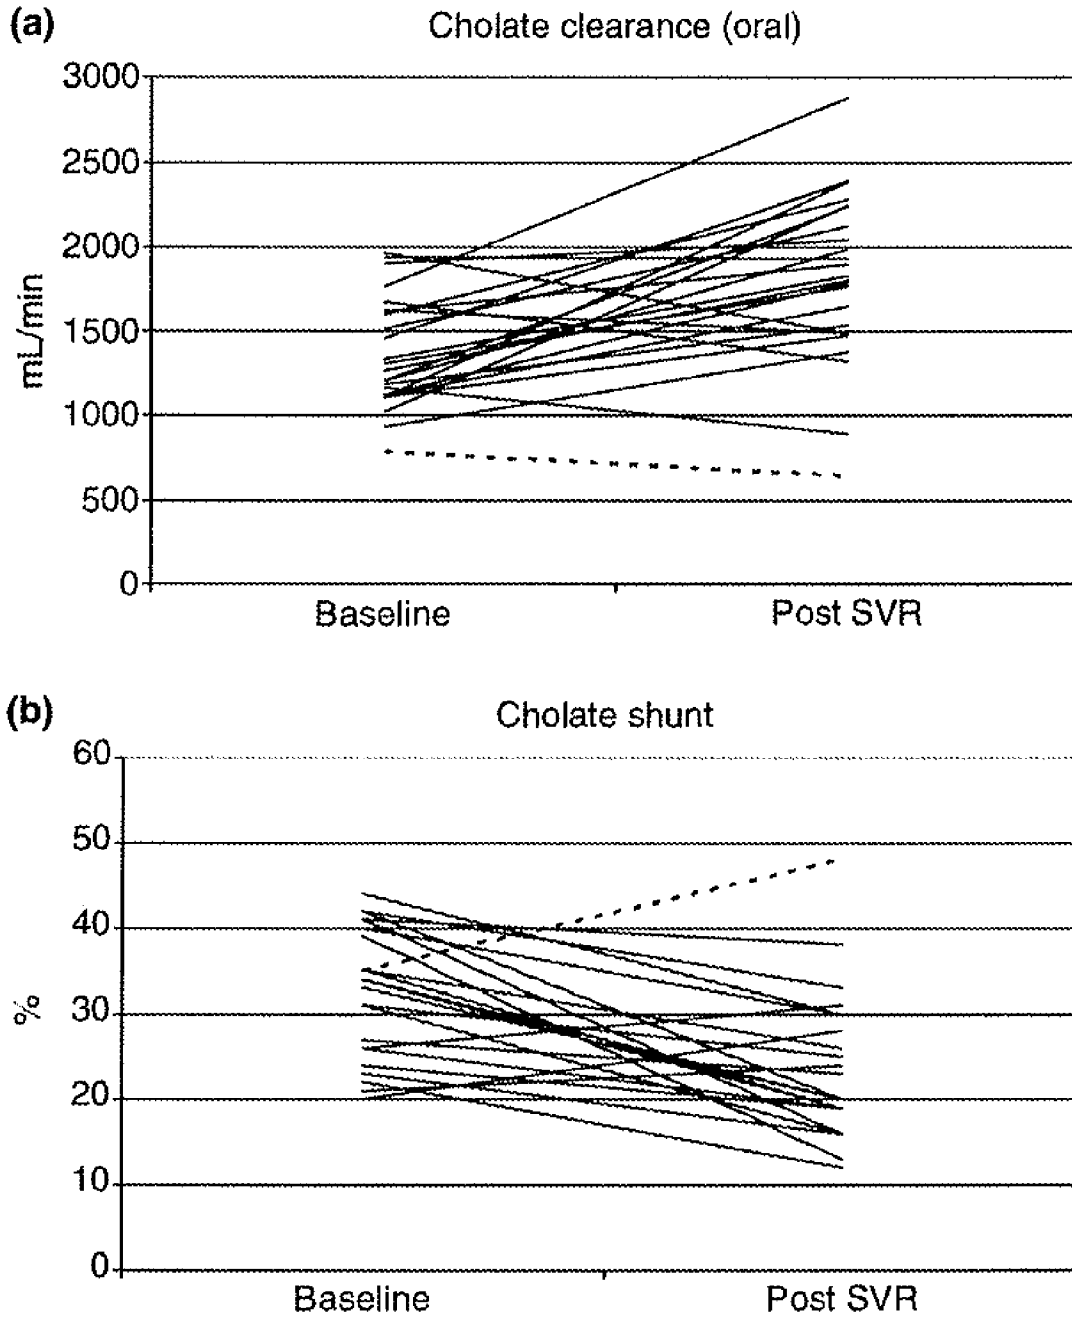 (a)
Cholate clearance (oral)
3000
2500
2000
1500
1000
500
0
mL/min
Baseline Post SVR
(b)
Cholate shunt
60
50
40
30
20
10
0
%
Baseline Post SVR